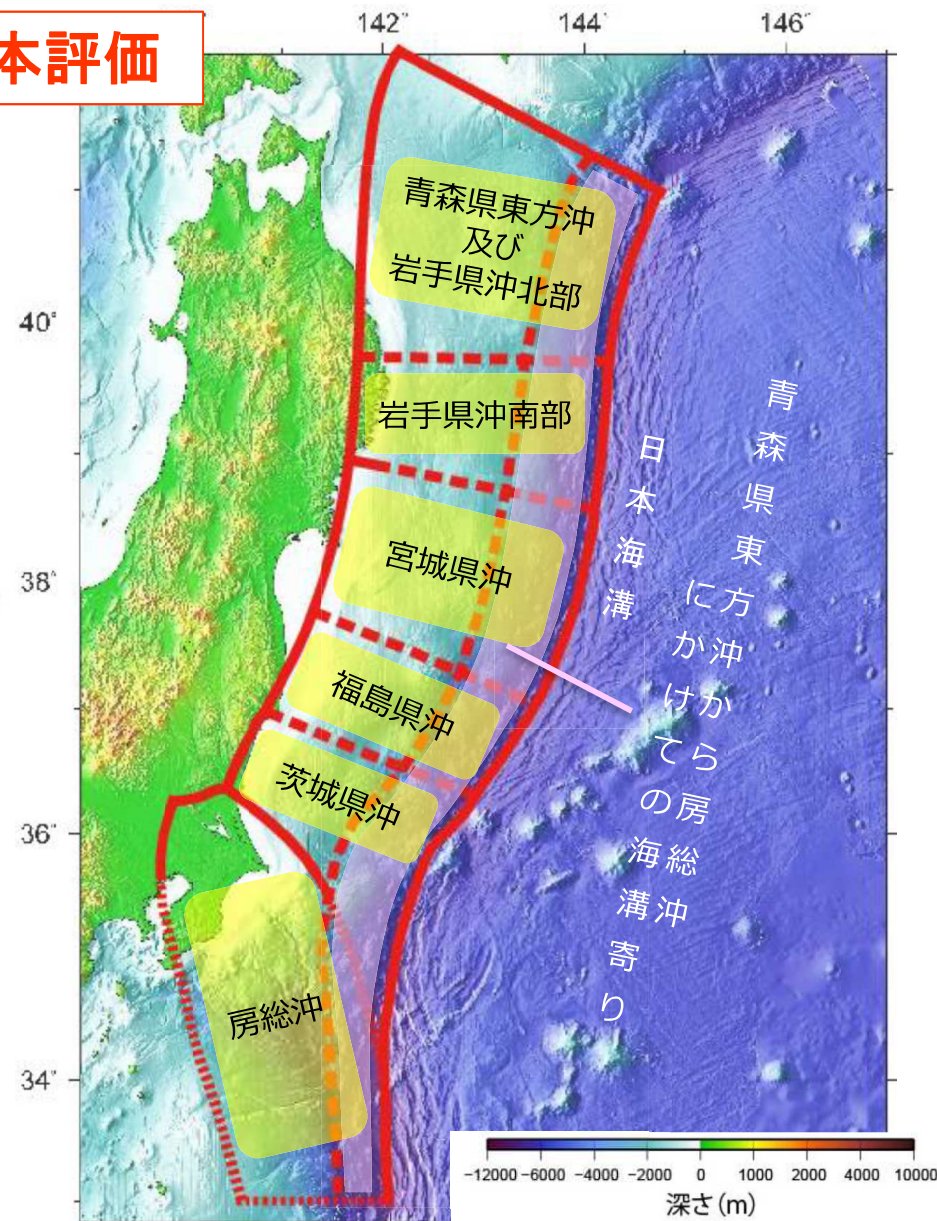 本評価
142°
144°
146°
青森県東方沖
及び
岩手県沖北部
40°
岩手県沖南部
日本海溝
青森県東方沖から房総沖
にかけての海溝寄り
宮城県沖
38°
福島県沖
茨城県沖
36°
房総沖
34°
-12000 -6000 -4000 -2000 0 1000 2000 4000 10000
深さ(m)